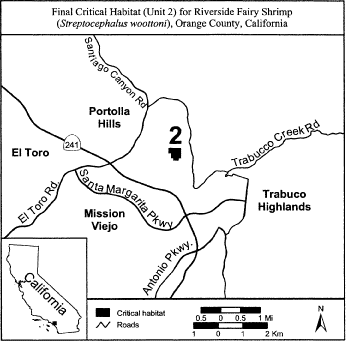 Final Critical Habitat (Unit 2) for Riverside Fairy Shrimp
(Streptocephalus woottoni), Orange County, California
Santiago Canyon Rd
Portolla
Hills
241
2
El Toro
Trabucco Creek Rd
El Toro Rd
Santa Margarita Pkwy
Mission
Viejo
Trabuco
Highlands
Antonio Pkwy.
California
Critical habitat
Roads
0.5 0 0.5 1 Mi
1 0 1 2 Km
N